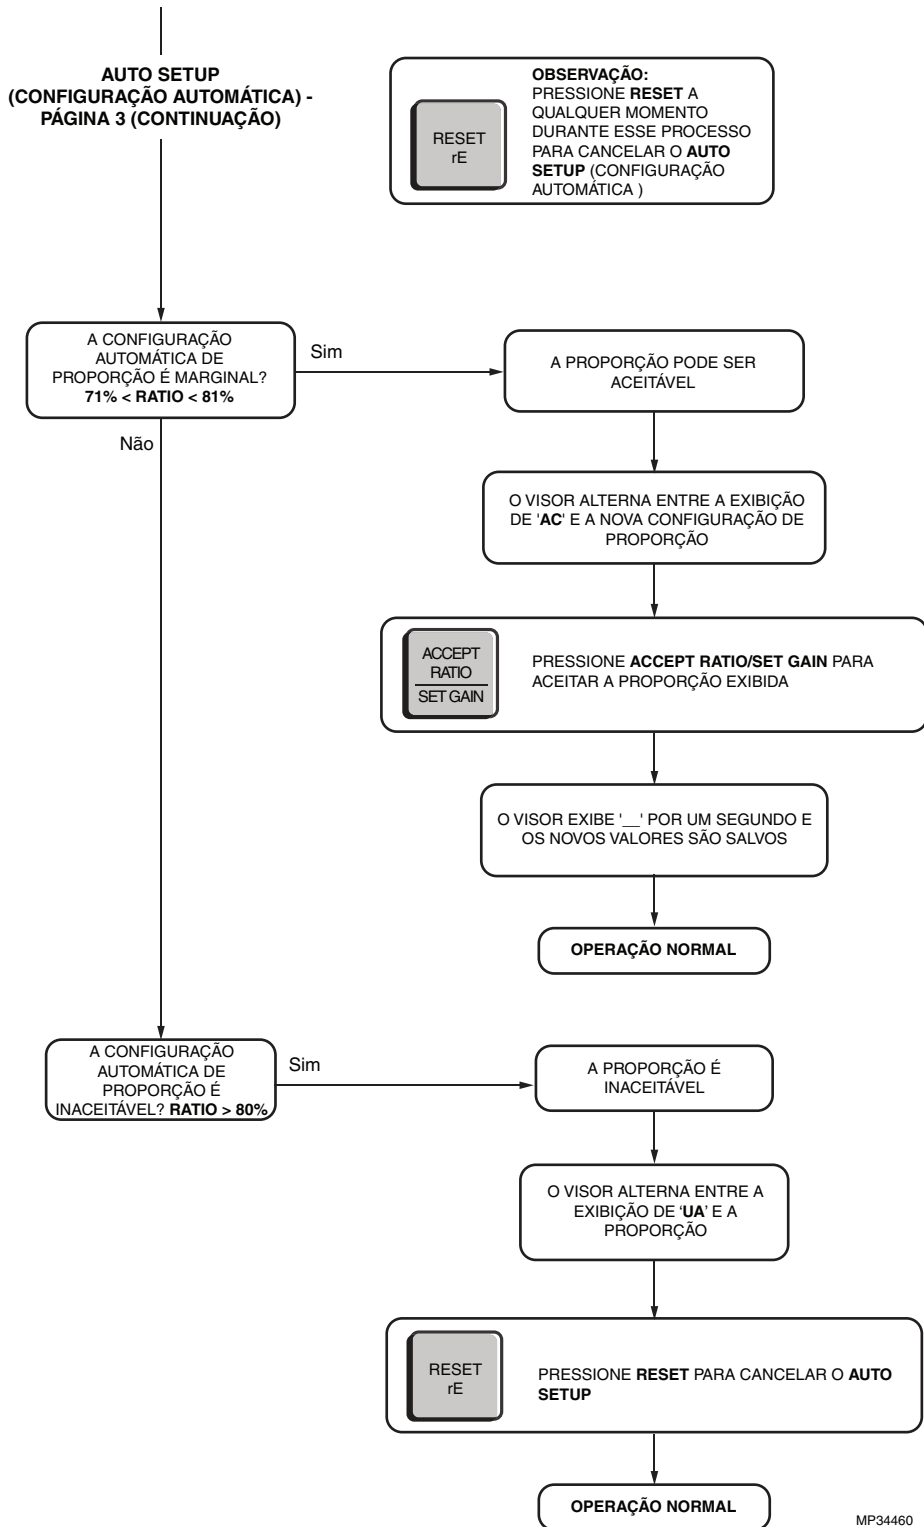 AUTO SETUP
(CONFIGURAÇÃO AUTOMÁTICA) -
PÁGINA 3 (CONTINUAÇÃO)
RESET
rE
OBSERVAÇÃO:
PRESSIONE RESET A
QUALQUER MOMENTO
DURANTE ESSE PROCESSO
PARA CANCELAR O AUTO
SETUP (CONFIGURAÇÃO
AUTOMÁTICA )
A CONFIGURAÇÃO
AUTOMÁTICA DE
PROPORÇÃO É MARGINAL?
71% < RATIO < 81%
Sim
A PROPORÇÃO PODE SER
ACEITÁVEL
Não
O VISOR ALTERNA ENTRE A EXIBIÇÃO
DE 'AC' E A NOVA CONFIGURAÇÃO DE
PROPORÇÃO
ACCEPT
RATIO
SET GAIN
PRESSIONE ACCEPT RATIO/SET GAIN PARA
ACEITAR A PROPORÇÃO EXIBIDA
O VISOR EXIBE '__' POR UM SEGUNDO E
OS NOVOS VALORES SÃO SALVOS
OPERAÇÃO NORMAL
A CONFIGURAÇÃO
AUTOMÁTICA DE
PROPORÇÃO É
INACEITÁVEL? RATIO > 80%
Sim
A PROPORÇÃO É
INACEITÁVEL
O VISOR ALTERNA ENTRE A
EXIBIÇÃO DE ‘UA’ E A
PROPORÇÃO
RESET
rE
PRESSIONE RESET PARA CANCELAR O AUTO
SETUP
OPERAÇÃO NORMAL
MP34460